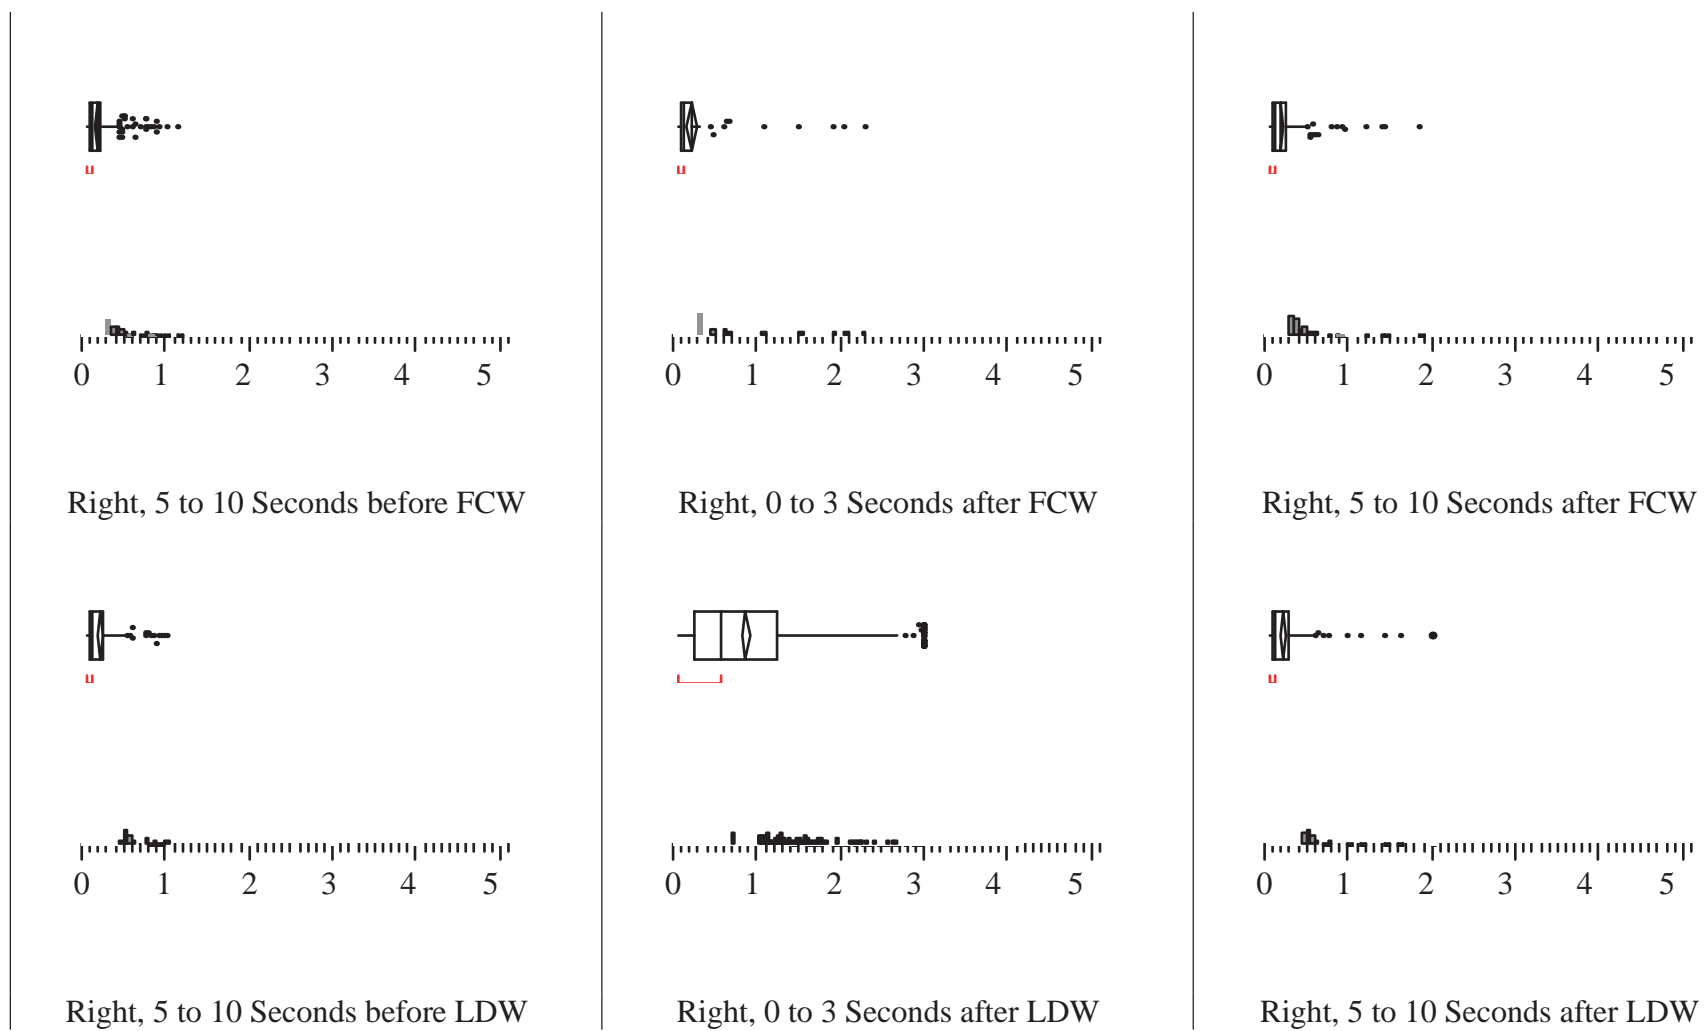 0 1 2 3 4 5
0 1 2 3 4 5
0 1 2 3 4 5
Right, 5 to 10 Seconds before FCW
Right, 0 to 3 Seconds after FCW
Right, 5 to 10 Seconds after FCW
0 1 2 3 4 5
0 1 2 3 4 5
0 1 2 3 4 5
Right, 5 to 10 Seconds before LDW
Right, 0 to 3 Seconds after LDW
Right, 5 to 10 Seconds after LDW